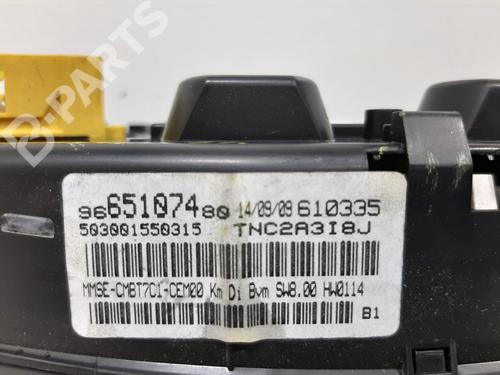 B-PARTS
9665107480 14/09/09 610335
503001550315 TNC2A3I8J
MMSE-CMBT7C1-CEM00 Km Di Bvm SW8.00 HW0114
B1